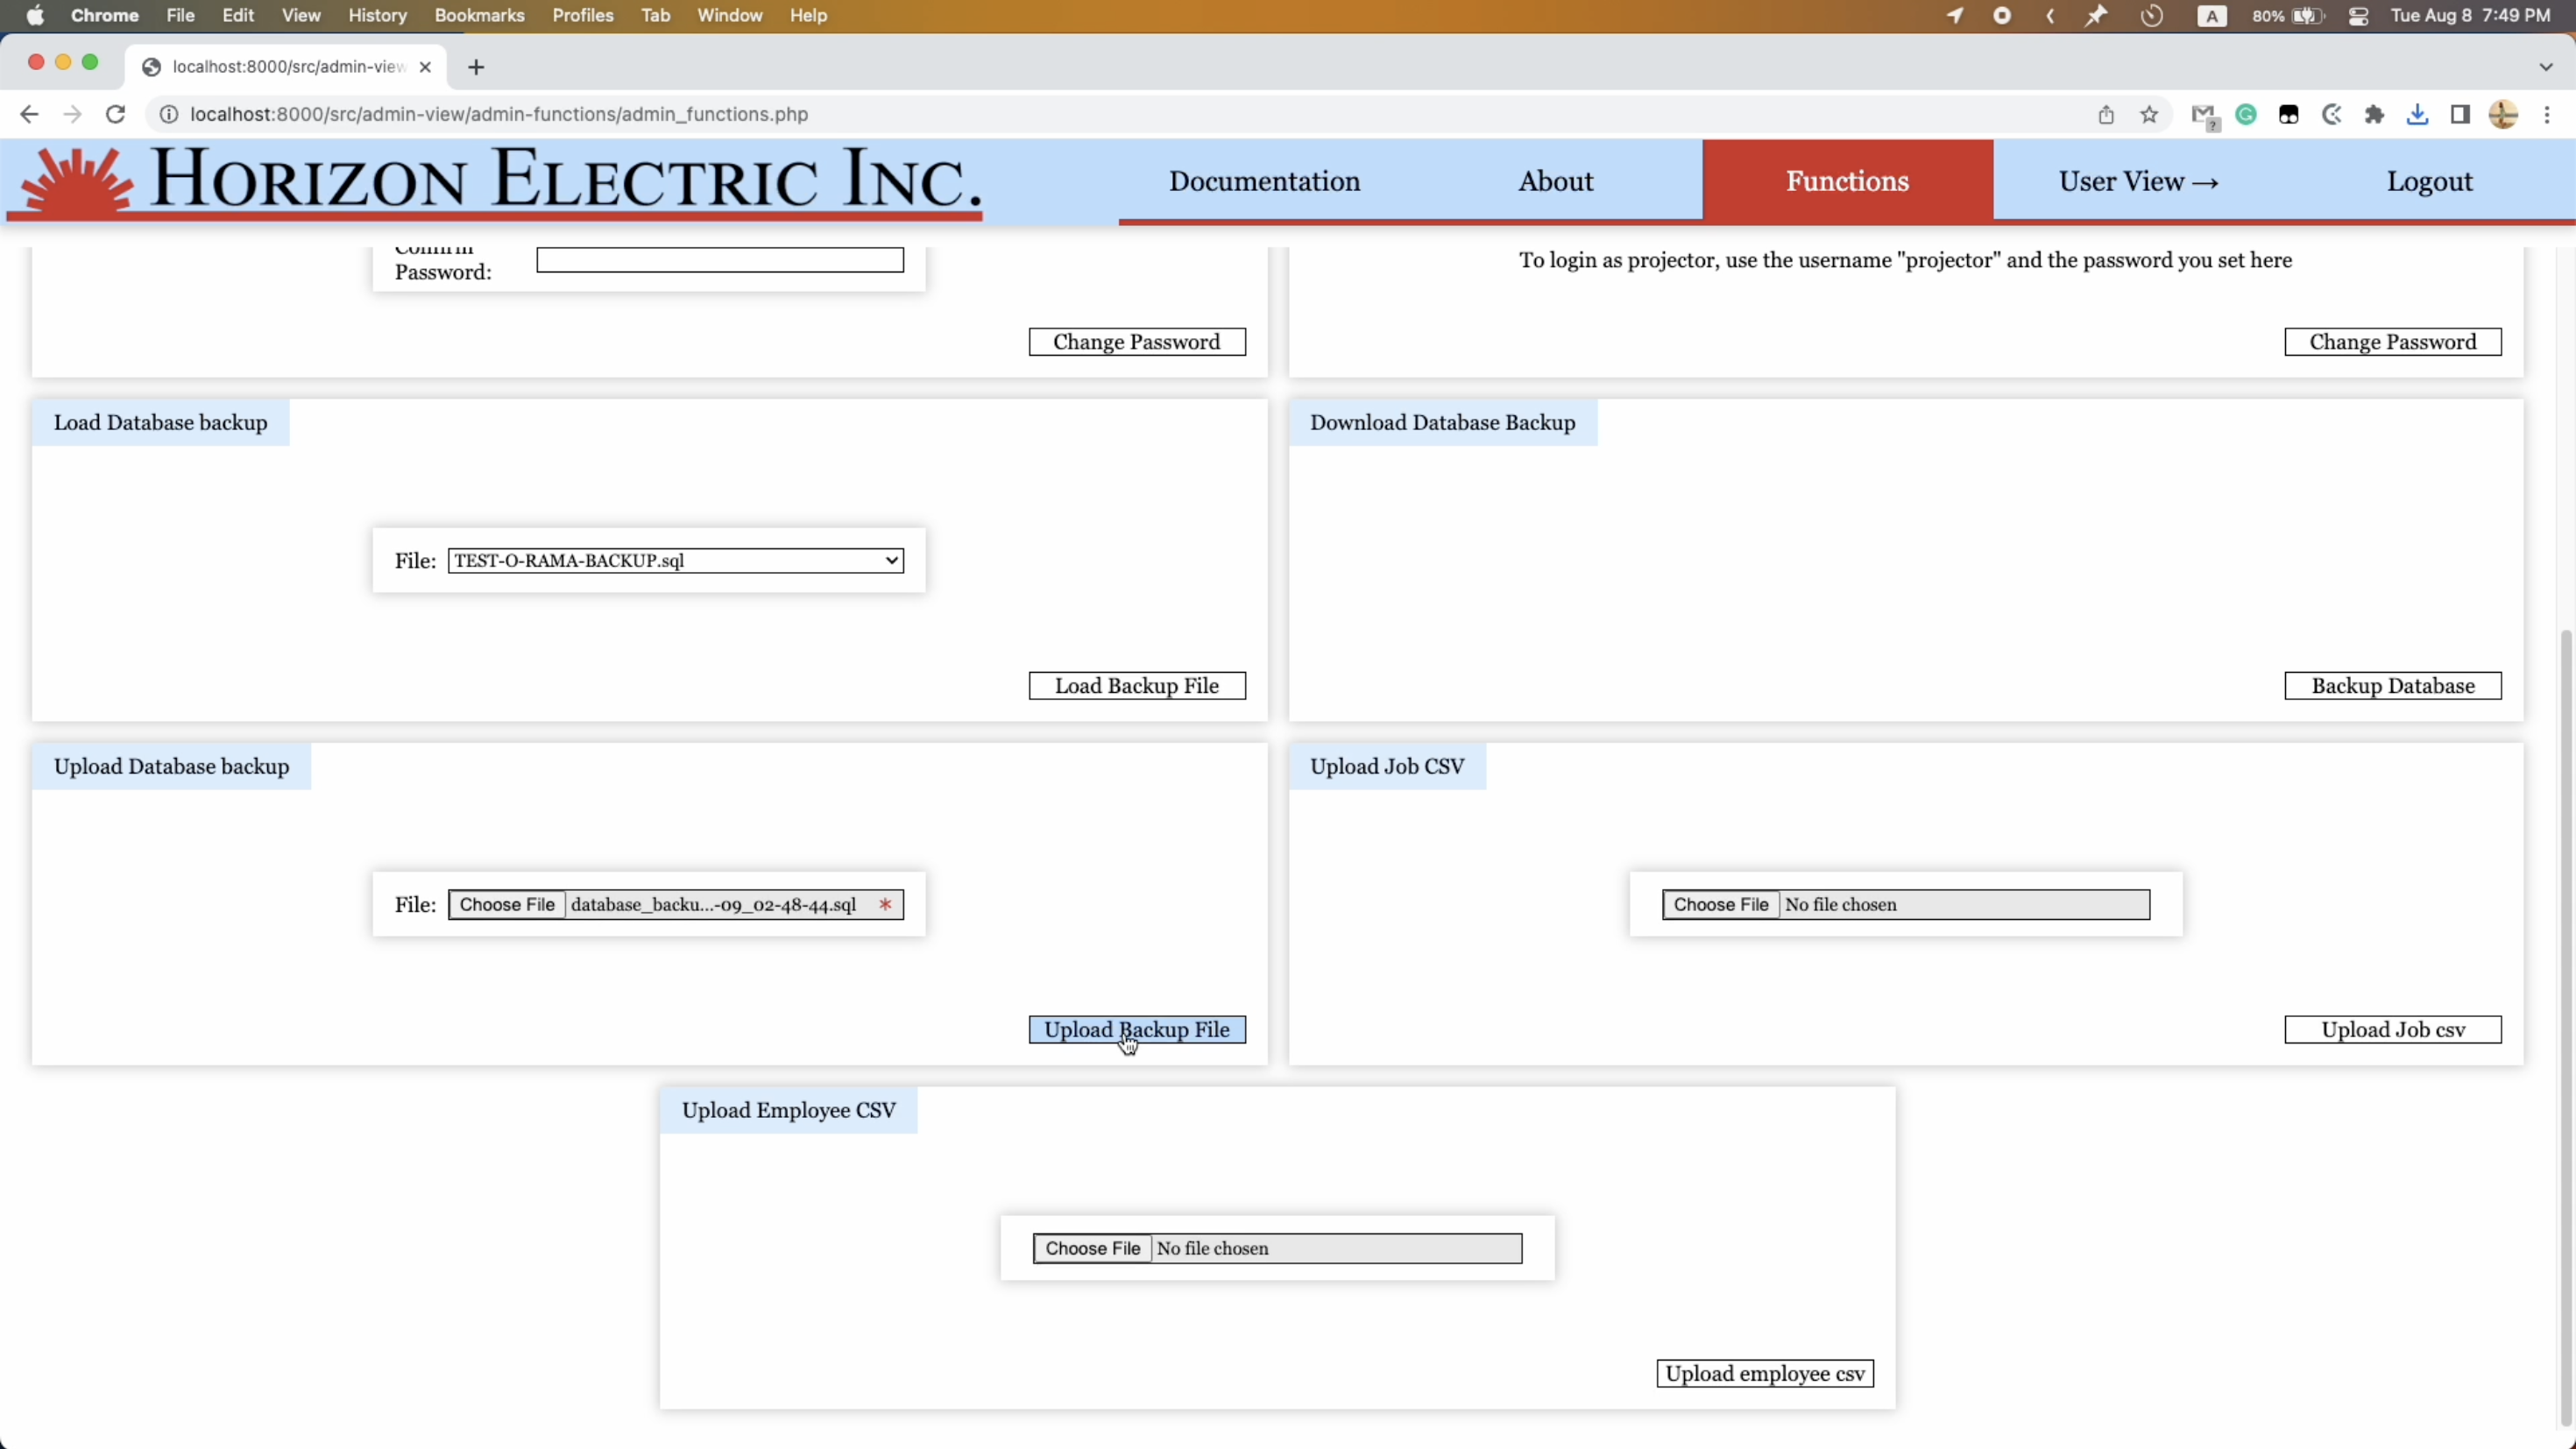 Chrome File Edit View History Bookmarks Profiles Tab Window Help A 80% Tue Aug 8 7:49 PM
localhost:8000/src/admin-view
localhost:8000/src/admin-view/admin-functions/admin_functions.php
HORIZON ELECTRIC INC. Documentation About Functions User View → Logout
Confirm
Password:
To login as projector, use the username "projector" and the password you set here
Change Password Change Password
Load Database backup Download Database Backup
File: TEST-O-RAMA-BACKUP.sql
Load Backup File Backup Database
Upload Database backup Upload Job CSV
File: Choose File database_backu...-09_02-48-44.sql * Choose File No file chosen
Upload Backup File Upload Job csv
Upload Employee CSV
Choose File No file chosen
Upload employee csv